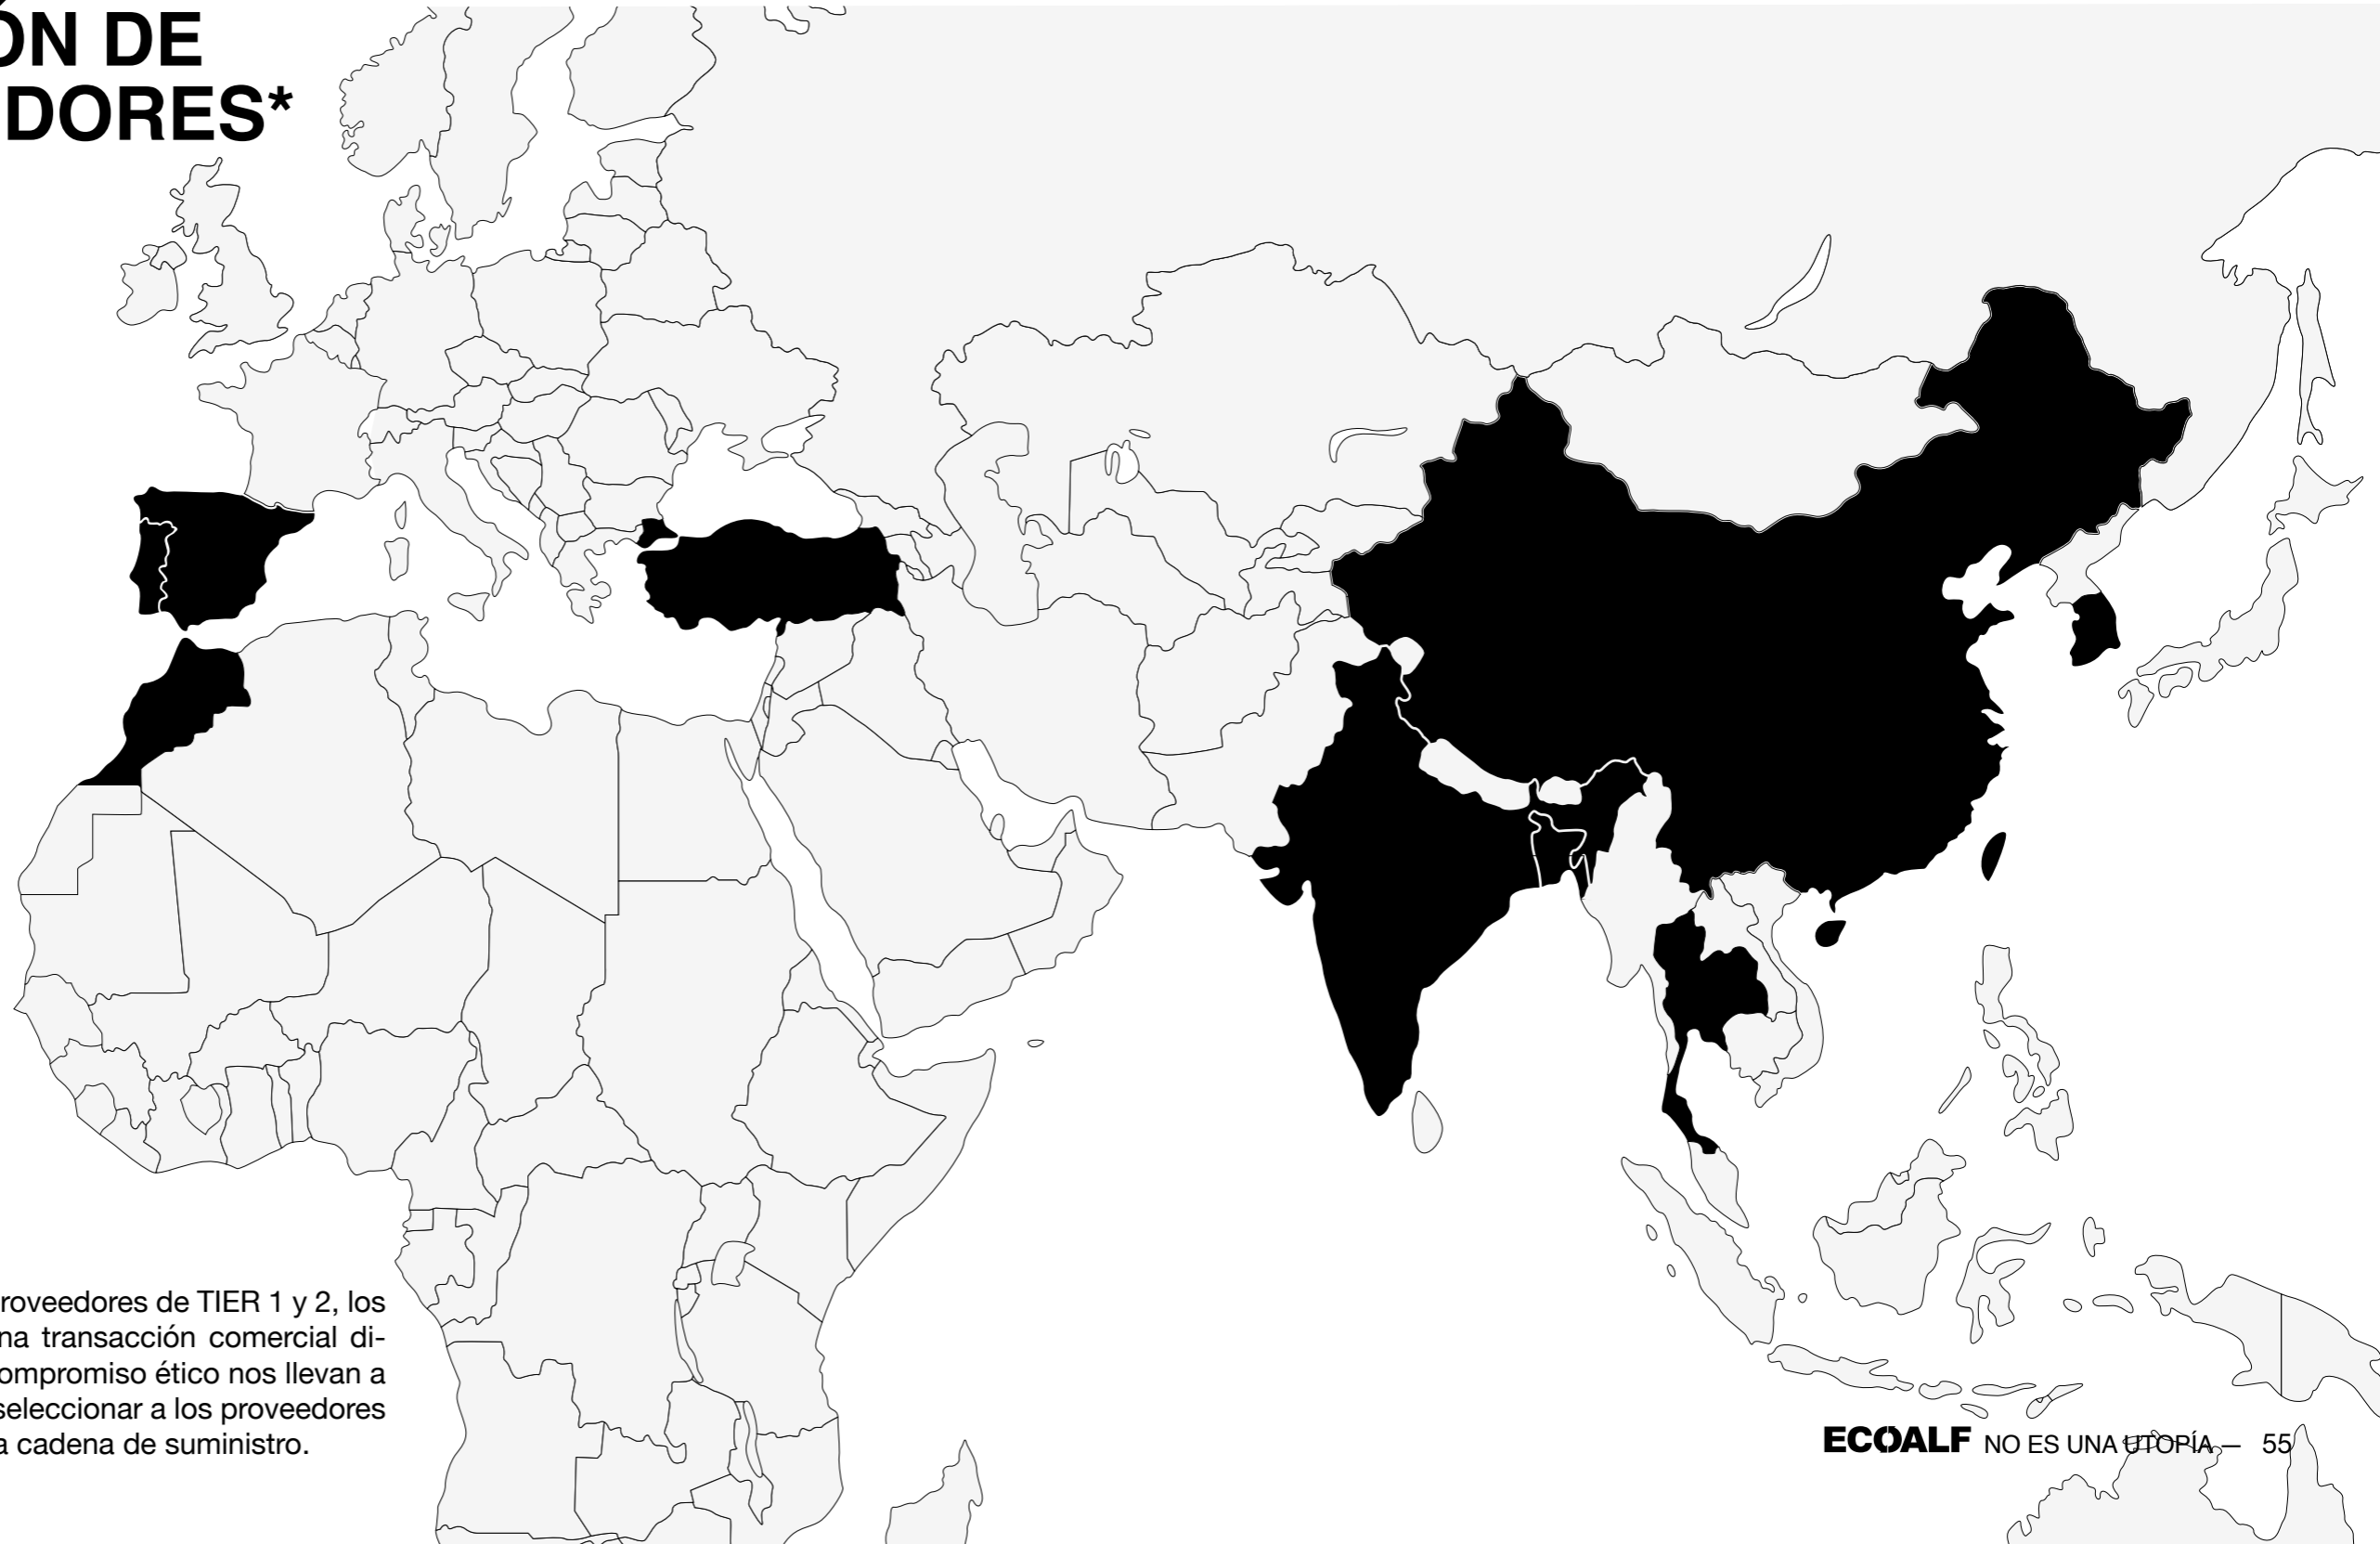 ÓN DE
DORES*
roveedores de TIER 1 y 2, los
na transacción comercial di-
ompromiso ético nos llevan a
seleccionar a los proveedores
a cadena de suministro.
ECOALF NO ES UNA UTOPÍA — 55